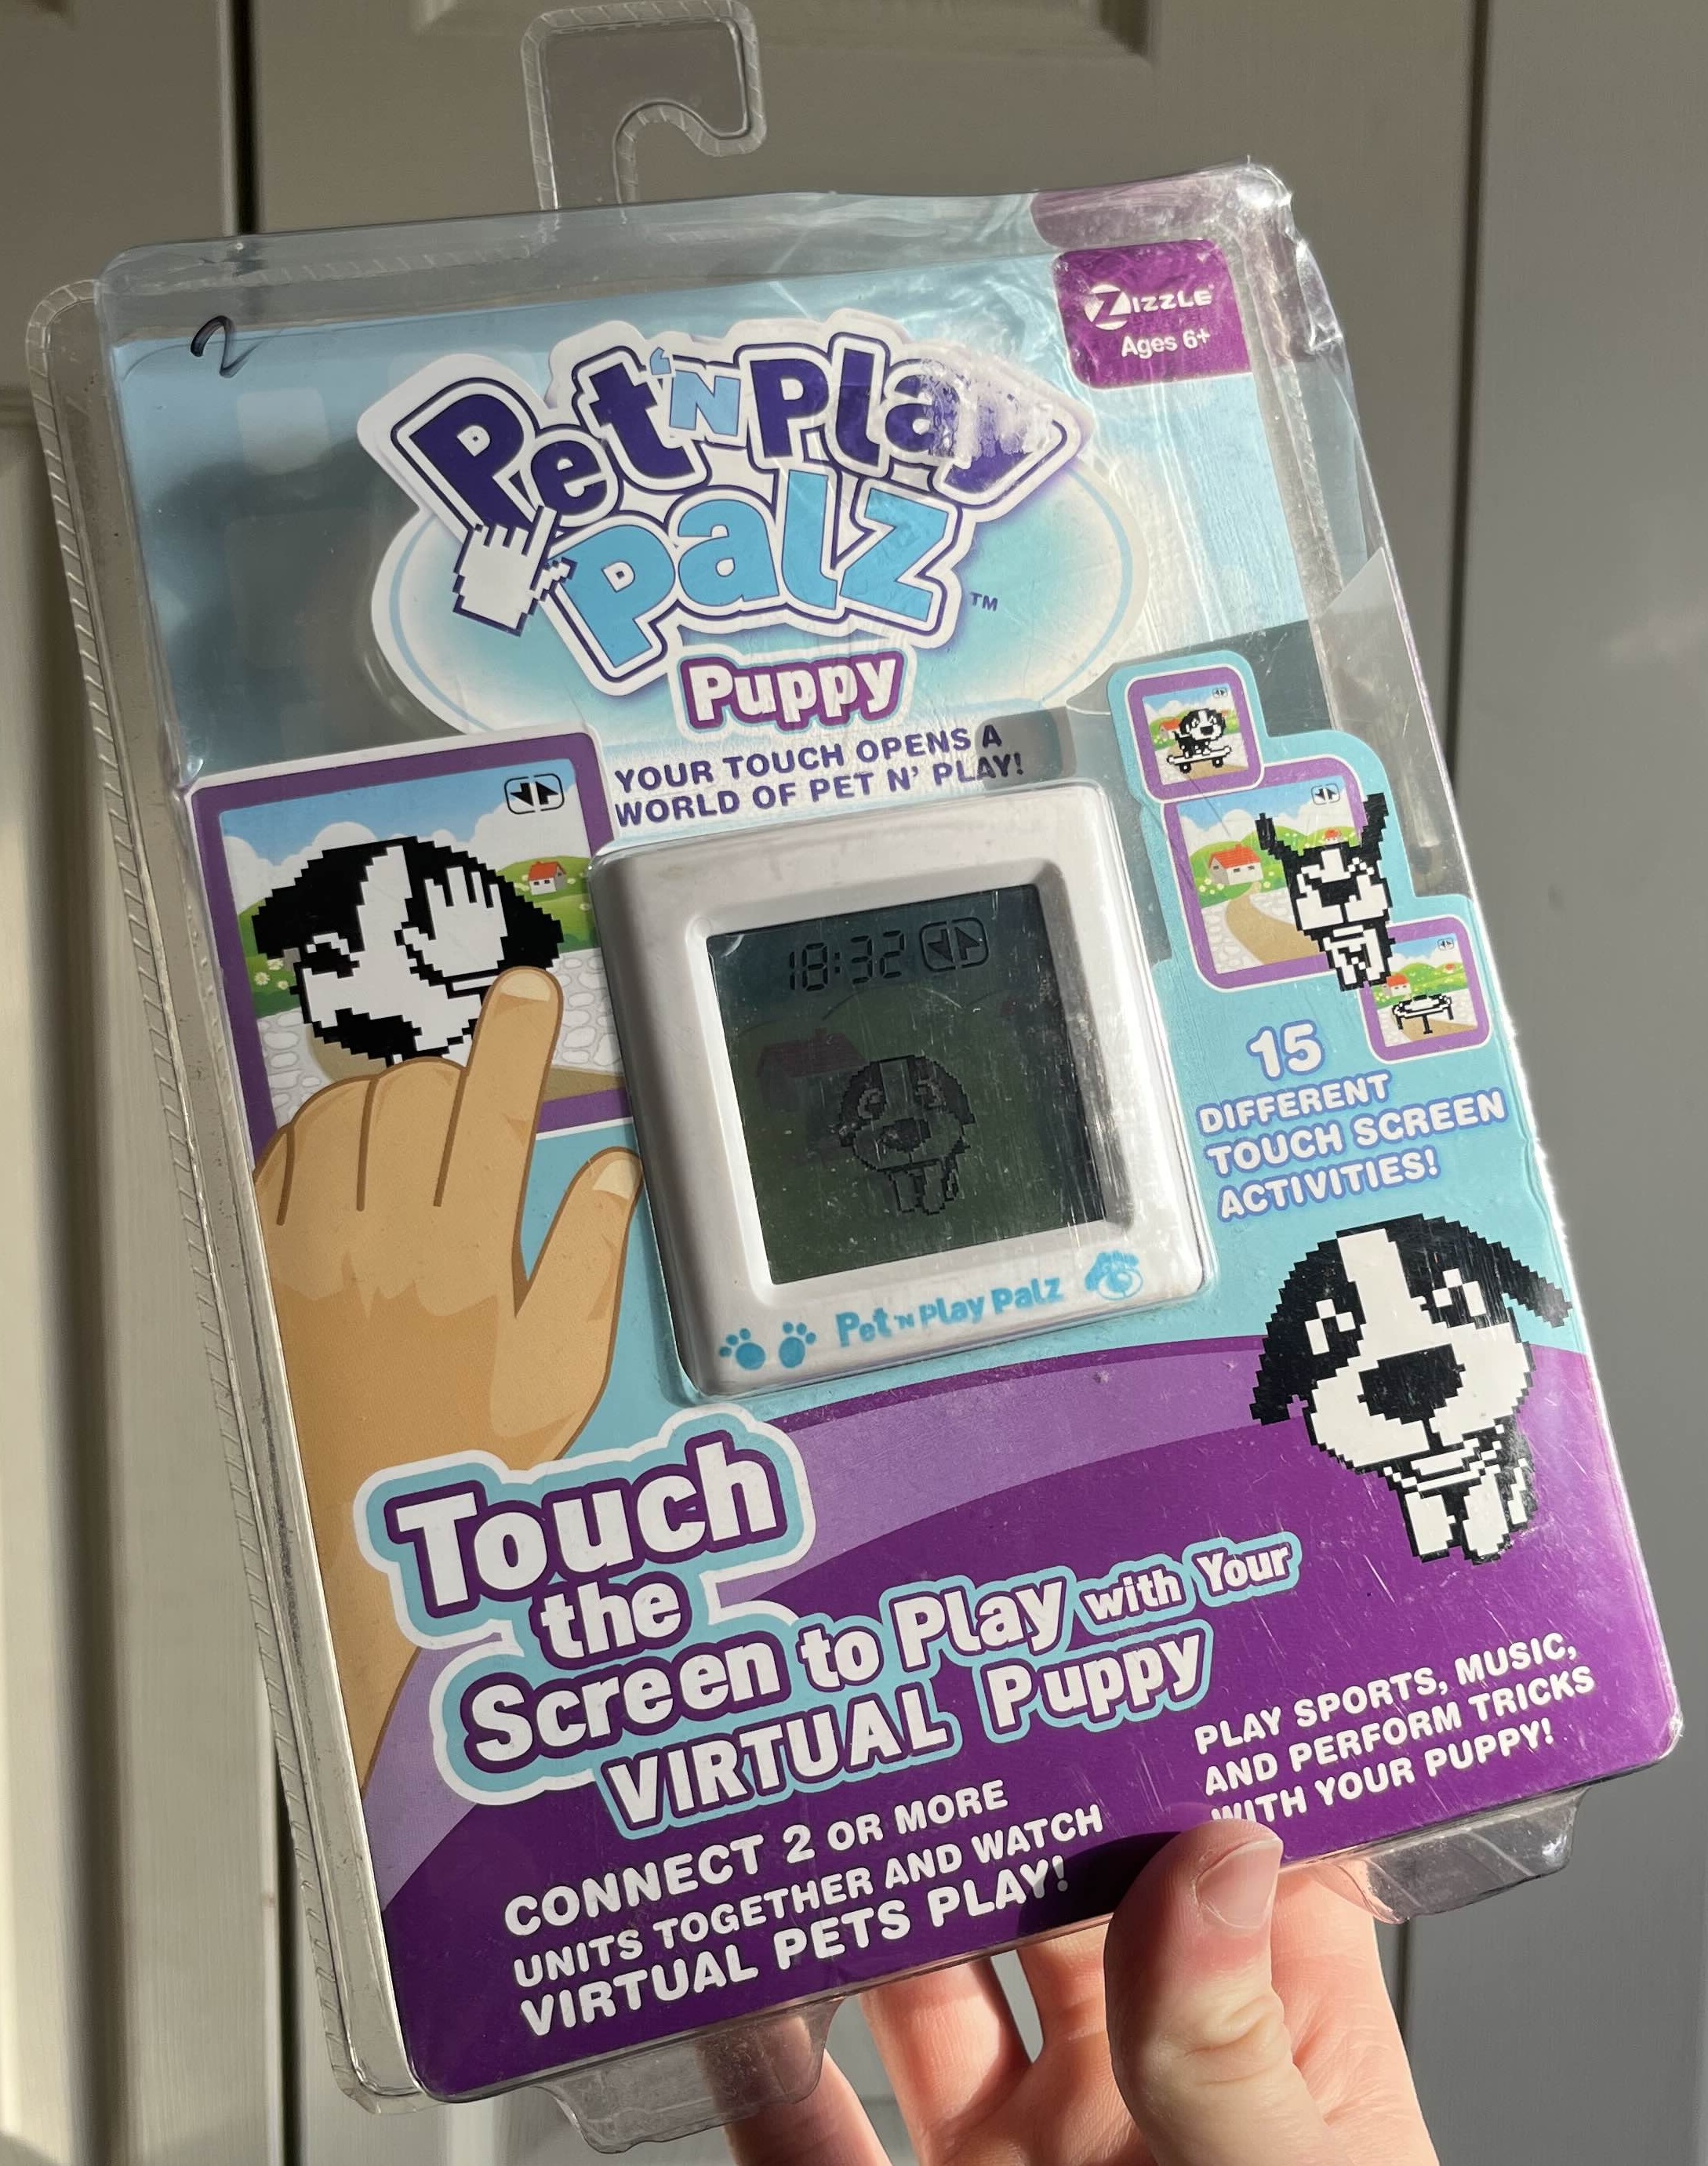 2
ZIZZLE
Ages 6+
Pet 'N Play
Palz™
Puppy
YOUR TOUCH OPENS A
WORLD OF PET N' PLAY!
18:32
Pet 'N Play Palz
15
DIFFERENT
TOUCH SCREEN
ACTIVITIES!
Touch
the
Screen to Play with Your
VIRTUAL Puppy
CONNECT 2 OR MORE
UNITS TOGETHER AND WATCH
VIRTUAL PETS PLAY!
PLAY SPORTS, MUSIC,
AND PERFORM TRICKS
WITH YOUR PUPPY!